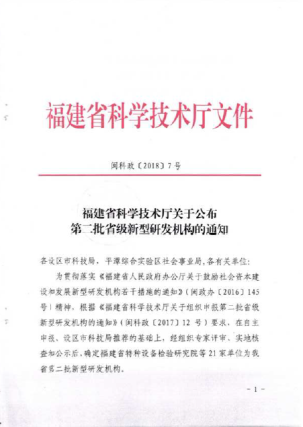 福建省科学技术厅文件
闽科政〔2018〕7号
福建省科学技术厅关于公布
第二批省级新型研发机构的通知
各设区市科技局、平潭综合实验区社会事业局,各有关单位:
为贯彻落实《福建省人民政府办公厅关于鼓励社会资本建
设和发展新型研发机构若干措施的通知》(闽政办〔2016〕145
号)精神,根据《福建省科学技术厅关于组织申报第二批省级
新型研发机构的通知》(闽科政〔2017〕12号)要求,在自主
申报、设区市科技局推荐的基础上,经组织专家评审、实地核
查和公示后,确定福建省特种设备检验研究院等21家单位为我
省第二批新型研发机构。
- 1 -